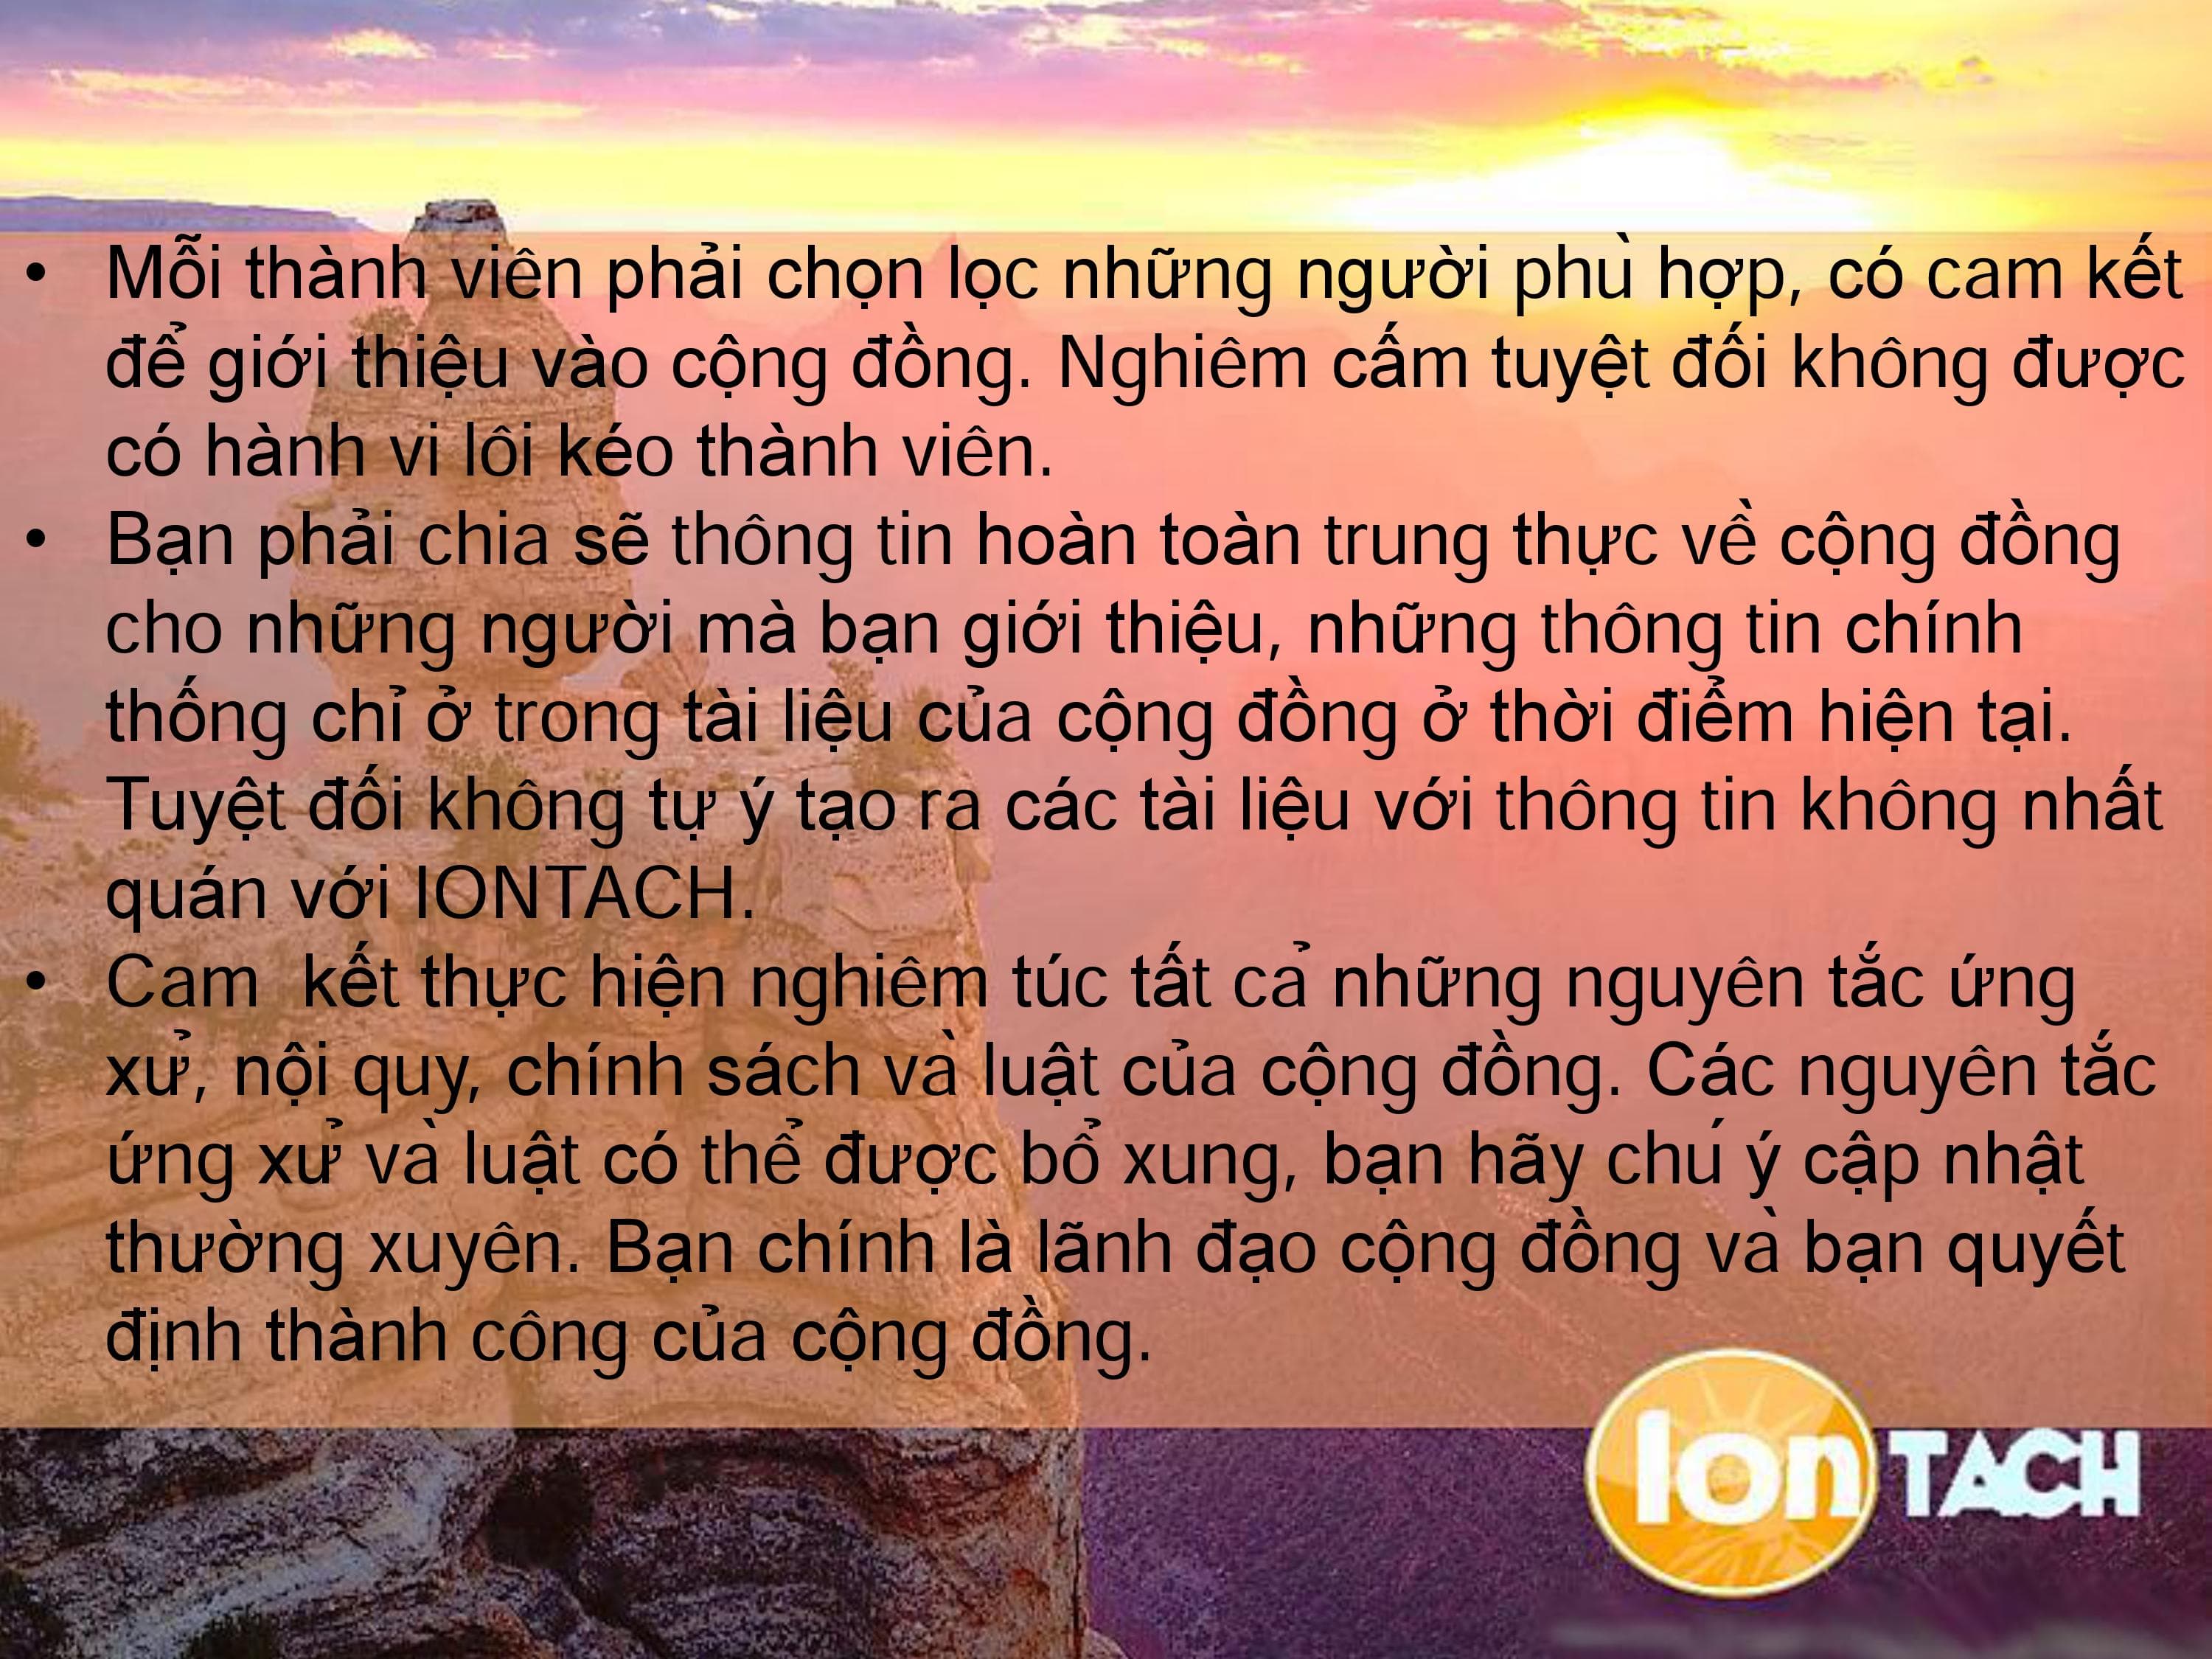 • Mỗi thành viên phải chọn lọc những người phù hợp, có cam kết
để giới thiệu vào cộng đồng. Nghiêm cấm tuyệt đối không được
có hành vi lôi kéo thành viên.
• Bạn phải chia sẽ thông tin hoàn toàn trung thực về cộng đồng
cho những người mà bạn giới thiệu, những thông tin chính
thống chỉ ở trong tài liệu của cộng đồng ở thời điểm hiện tại.
Tuyệt đối không tự ý tạo ra các tài liệu với thông tin không nhất
quán với IONTACH.
• Cam  kết thực hiện nghiêm túc tất cả những nguyên tắc ứng
xử, nội quy, chính sách và luật của cộng đồng. Các nguyên tắc
ứng xử và luật có thể được bổ xung, bạn hãy chú ý cập nhật
thường xuyên. Bạn chính là lãnh đạo cộng đồng và bạn quyết
định thành công của cộng đồng.
Ion TACH